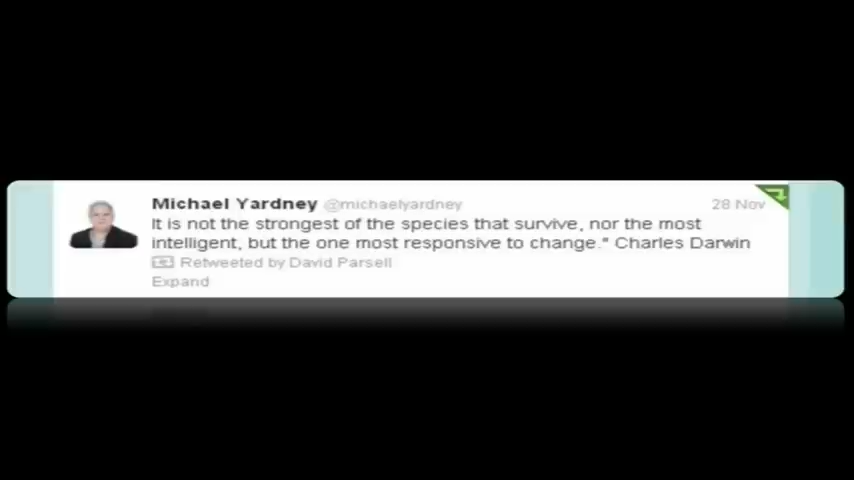 Michael Yardney @michaelyardney 28 Nov
It is not the strongest of the species that survive, nor the most
intelligent, but the one most responsive to change." Charles Darwin
Retweeted by David Parsell
Expand